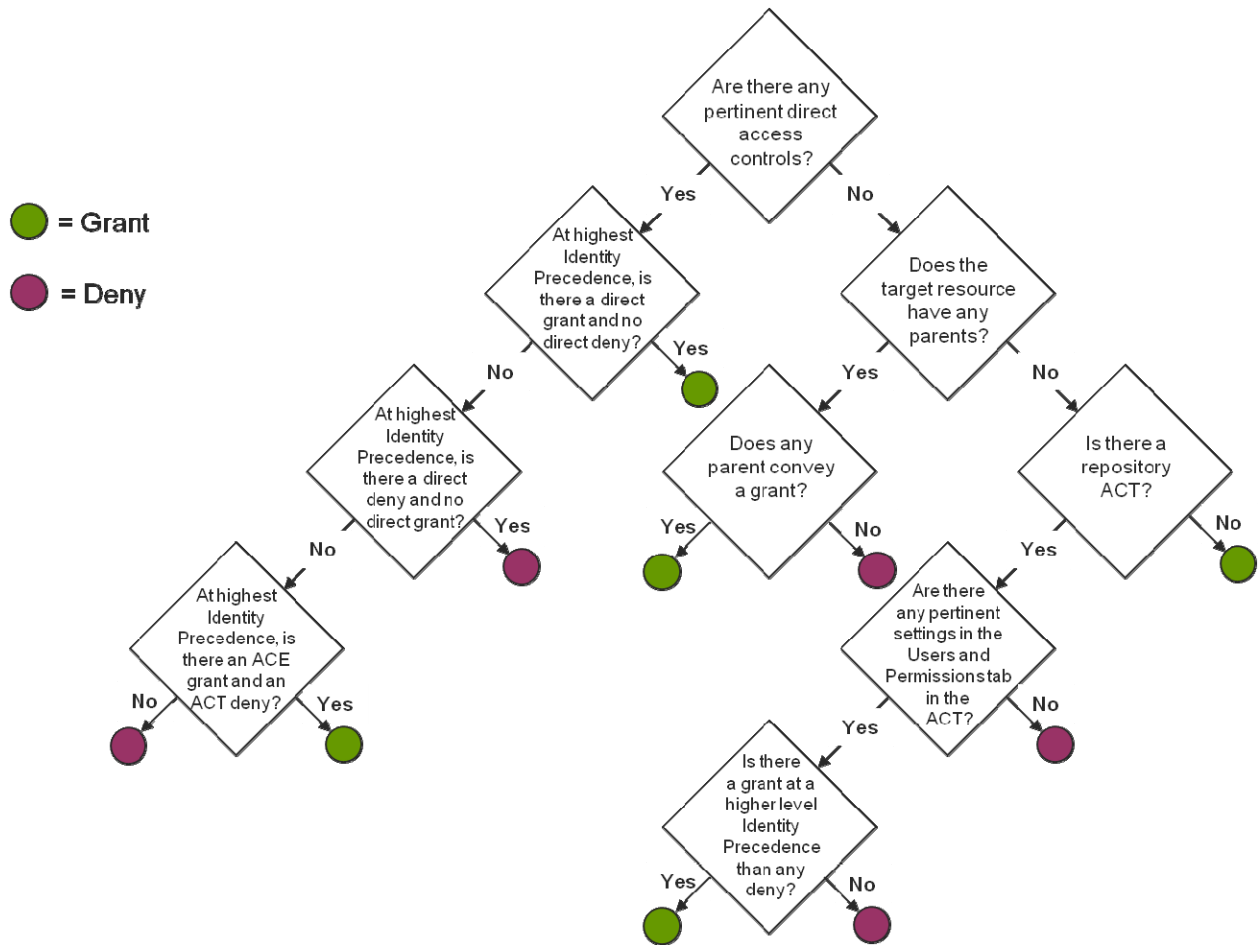 Are there any
pertinent direct
access
controls?
Yes
No
= Grant
= Deny
At highest
Identity
Precedence, is
there a direct
grant and no
direct deny?
Does the
target resource
have any
parents?
No
Yes
Yes
No
At highest
Identity
Precedence, is
there a direct
deny and no
direct grant?
Does any
parent convey
a grant?
Is there a
repository
ACT?
No
Yes
Yes
No
Yes
No
At highest
Identity
Precedence, is
there an ACE
grant and an
ACT deny?
Are there
any pertinent
settings in the
Users and
Permissions tab
in the
ACT?
No
Yes
Yes
No
Is there
a grant at a
higher level
Identity
Precedence
than any
deny?
Yes
No